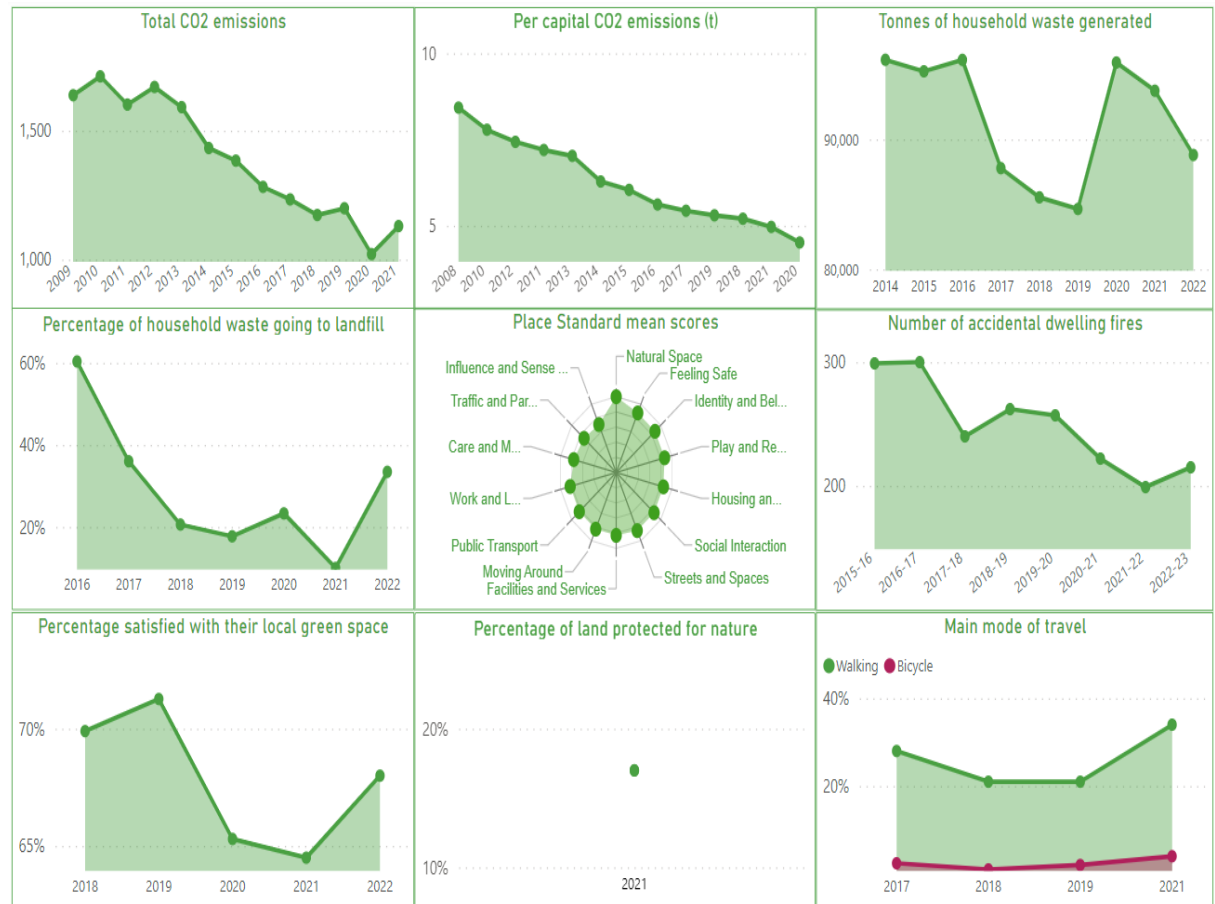 Total CO2 emissions
1,500
1,000
2009 2010 2011 2012 2013 2014 2015 2016 2017 2018 2019 2020 2021
Per capital CO2 emissions (t)
10
5
2008 2010 2012 2011 2013 2014 2015 2016 2017 2019 2018 2021 2020
Tonnes of household waste generated
90,000
80,000
2014 2015 2016 2017 2018 2019 2020 2021 2022
Percentage of household waste going to landfill
60%
40%
20%
2016 2017 2018 2019 2020 2021 2022
Place Standard mean scores
Natural Space
Influence and Sense ...
Feeling Safe
Traffic and Par...
Identity and Bel...
Care and M...
Play and Re...
Work and L...
Housing an...
Public Transport
Social Interaction
Moving Around
Streets and Spaces
Facilities and Services
Number of accidental dwelling fires
300
200
2015-16 2016-17 2017-18 2018-19 2019-20 2020-21 2021-22 2022-23
Percentage satisfied with their local green space
70%
65%
2018 2019 2020 2021 2022
Percentage of land protected for nature
20%
10%
2021
Main mode of travel
Walking Bicycle
40%
20%
2017 2018 2019 2021